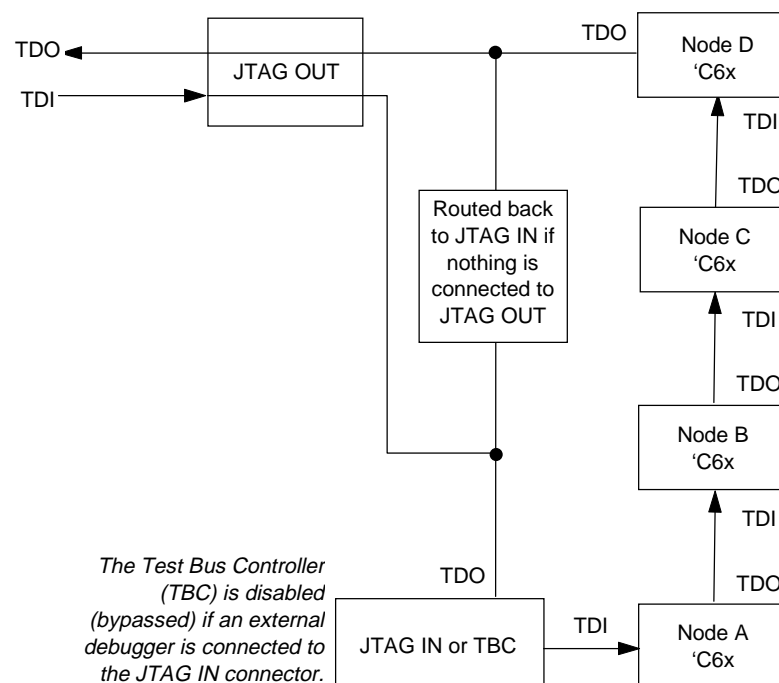 TDO
JTAG OUT
TDI
TDO
Node D
‘C6x
TDI
TDO
Node C
‘C6x
TDI
Routed back
to JTAG IN if
nothing is
connected to
JTAG OUT
TDO
Node B
‘C6x
TDI
TDO
The Test Bus Controller
(TBC) is disabled
(bypassed) if an external
debugger is connected to
the JTAG IN connector.
TDO
JTAG IN or TBC
TDI
Node A
‘C6x